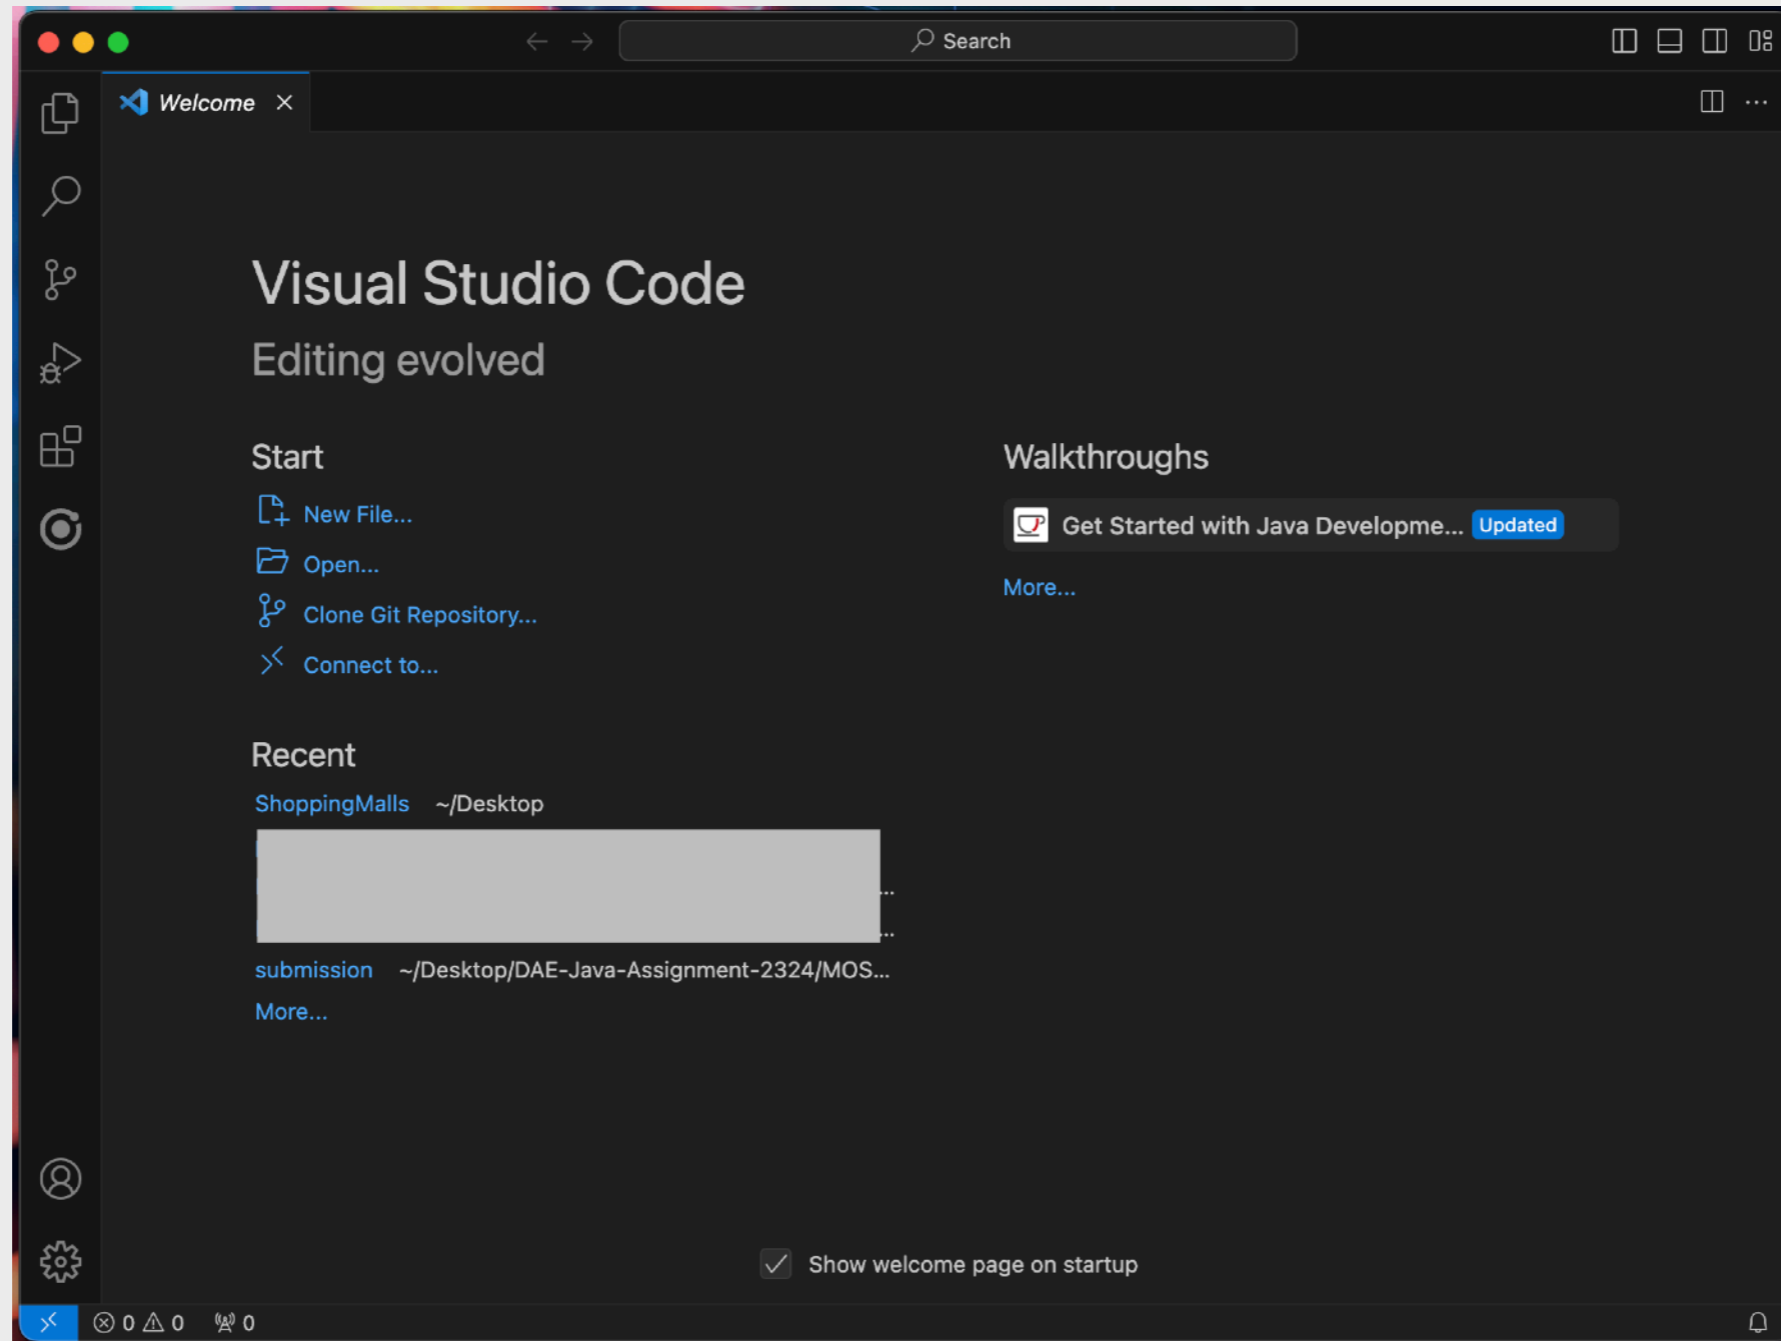 Search
Welcome
Visual Studio Code
Editing evolved
Start
New File...
Open...
Clone Git Repository...
Connect to...
Walkthroughs
Get Started with Java Developme... Updated
More...
Recent
ShoppingMalls ~/Desktop
...
...
submission ~/Desktop/DAE-Java-Assignment-2324/MOS...
More...
Show welcome page on startup
0 0 0